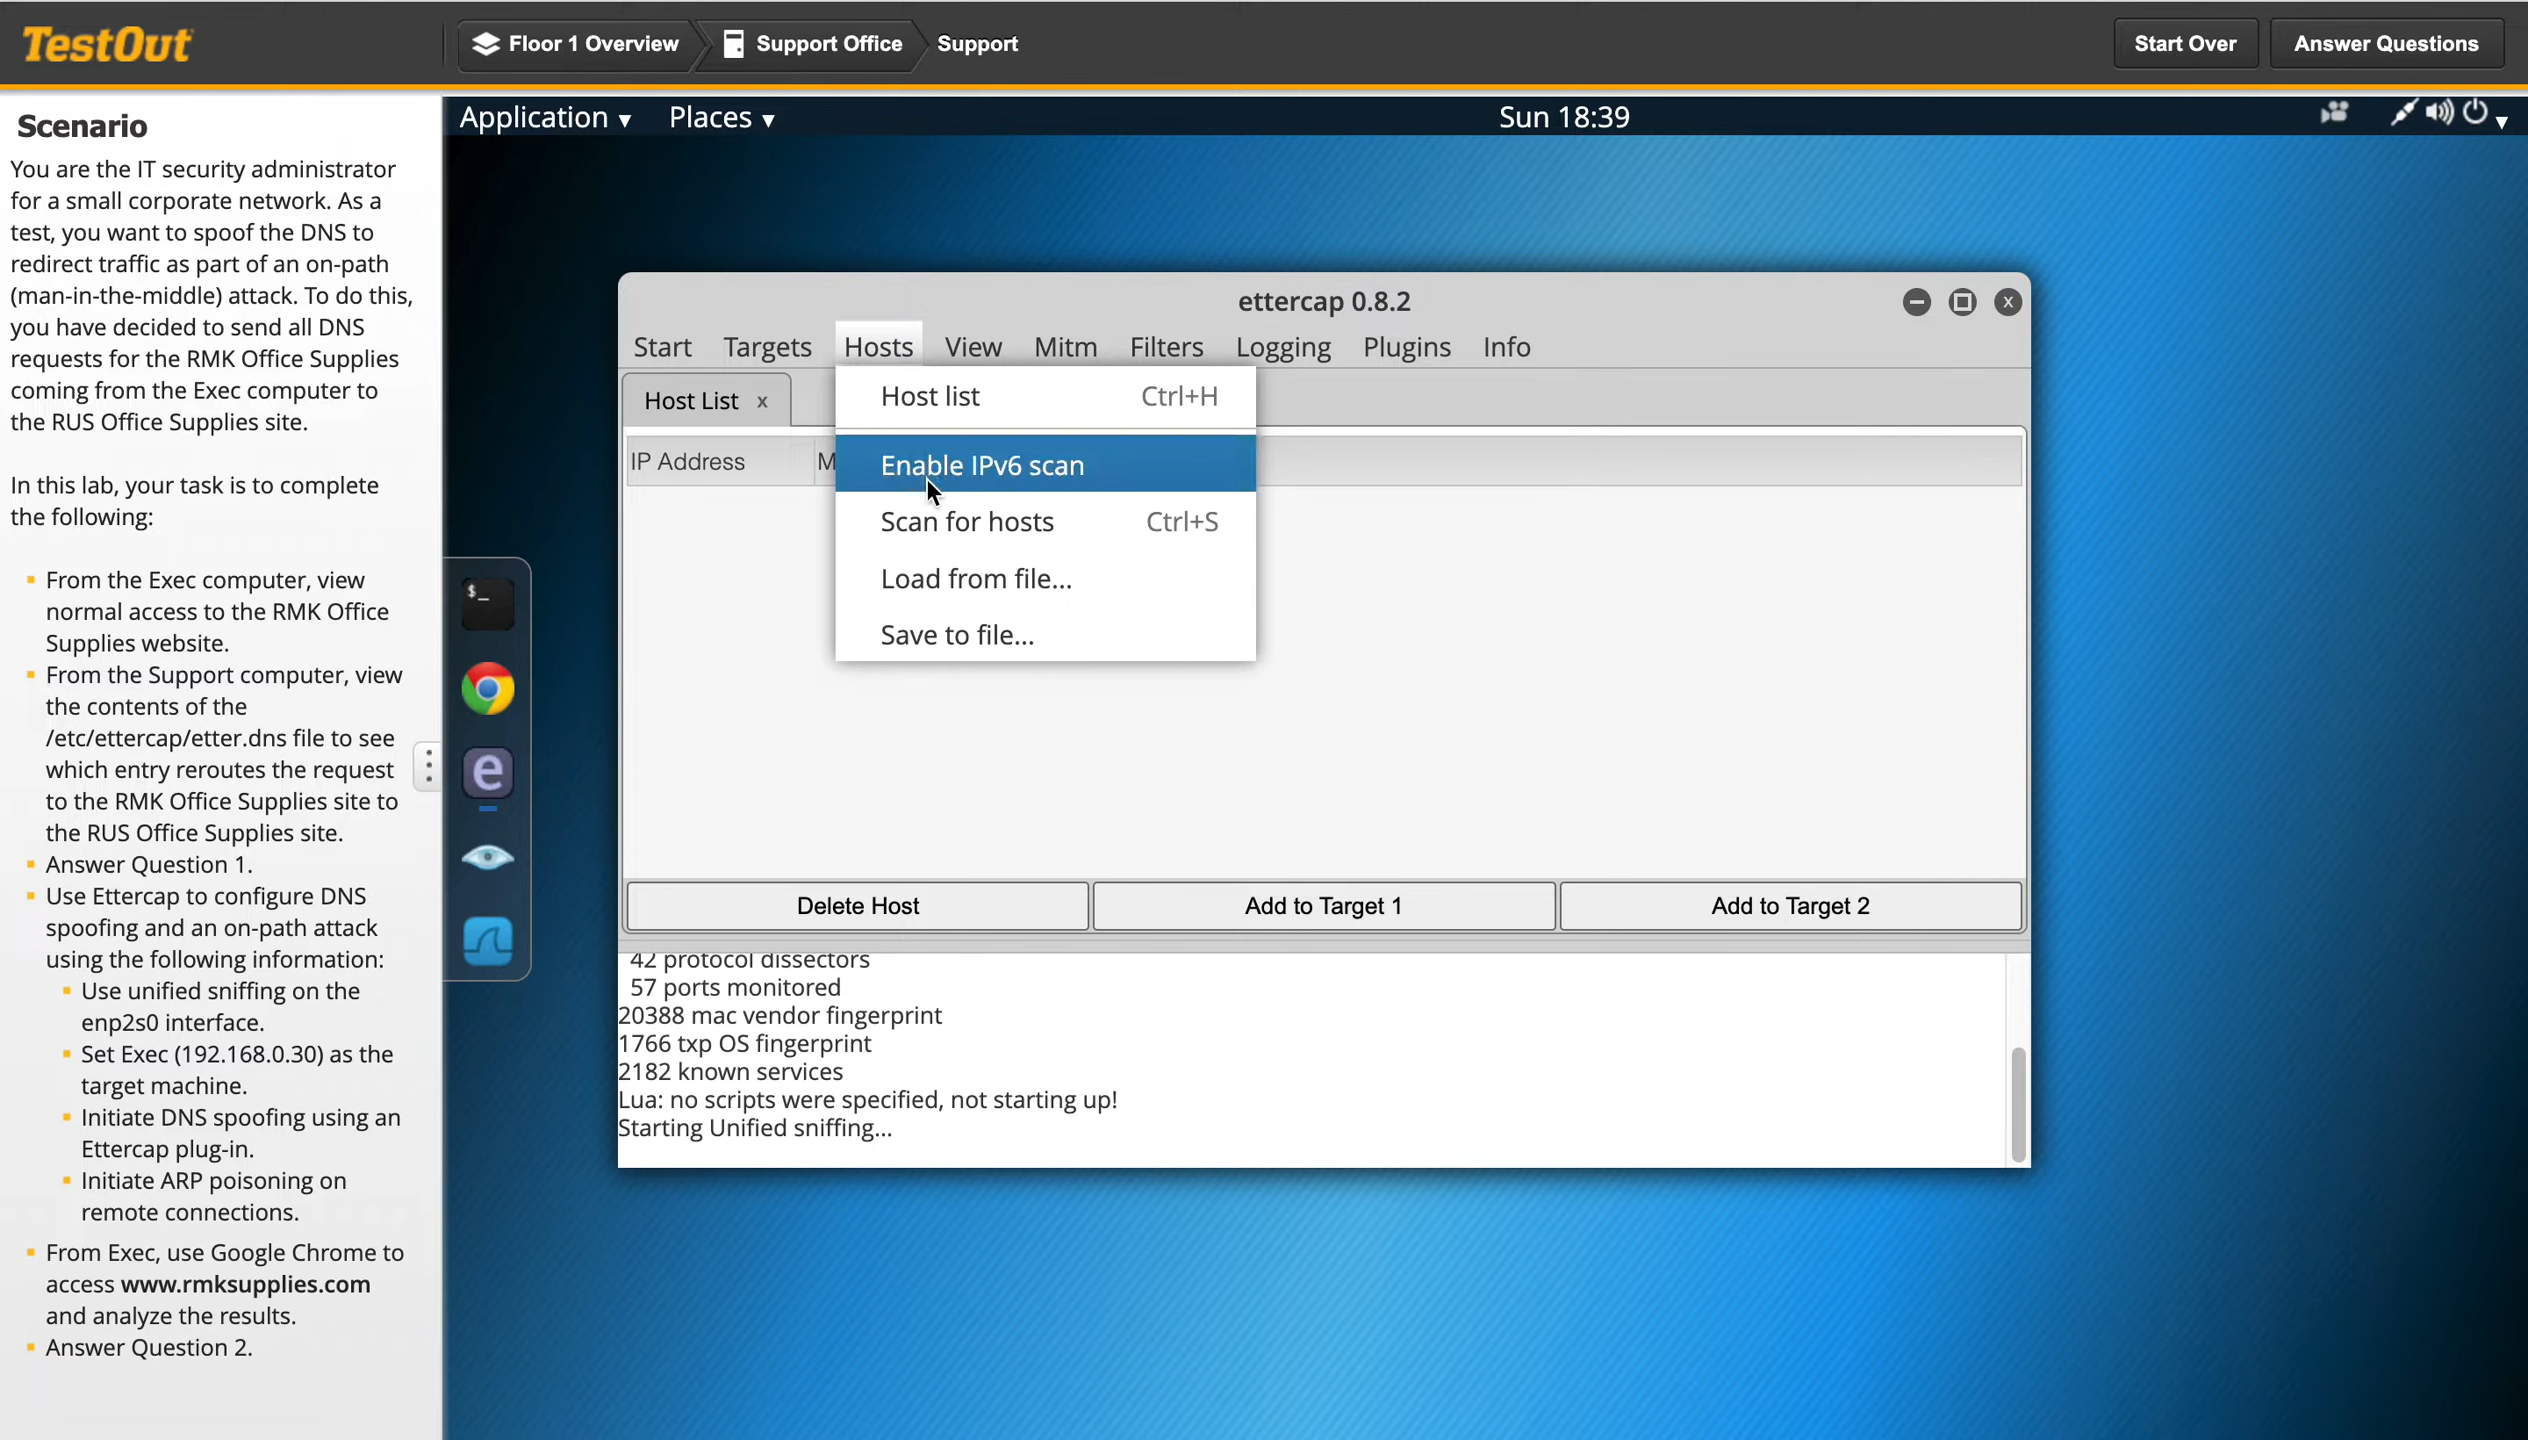 TestOut
Floor 1 Overview
Support Office
Support
Start Over
Answer Questions
Scenario
You are the IT security administrator
for a small corporate network. As a
test, you want to spoof the DNS to
redirect traffic as part of an on-path
(man-in-the-middle) attack. To do this,
you have decided to send all DNS
requests for the RMK Office Supplies
coming from the Exec computer to
the RUS Office Supplies site.
In this lab, your task is to complete
the following:
From the Exec computer, view
normal access to the RMK Office
Supplies website.
From the Support computer, view
the contents of the
/etc/ettercap/etter.dns file to see
which entry reroutes the request
to the RMK Office Supplies site to
the RUS Office Supplies site.
Answer Question 1.
Use Ettercap to configure DNS
spoofing and an on-path attack
using the following information:
Use unified sniffing on the
enp2s0 interface.
Set Exec (192.168.0.30) as the
target machine.
Initiate DNS spoofing using an
Ettercap plug-in.
Initiate ARP poisoning on
remote connections.
From Exec, use Google Chrome to
access www.rmksupplies.com
and analyze the results.
Answer Question 2.
Application ▾
Places ▾
Sun 18:39
$_
e
ettercap 0.8.2
Start Targets Hosts View Mitm Filters Logging Plugins Info
Host List x
IP Address M
Host list Ctrl+H
Enable IPv6 scan
Scan for hosts Ctrl+S
Load from file...
Save to file...
Delete Host
Add to Target 1
Add to Target 2
42 protocol dissectors
57 ports monitored
20388 mac vendor fingerprint
1766 txp OS fingerprint
2182 known services
Lua: no scripts were specified, not starting up!
Starting Unified sniffing...